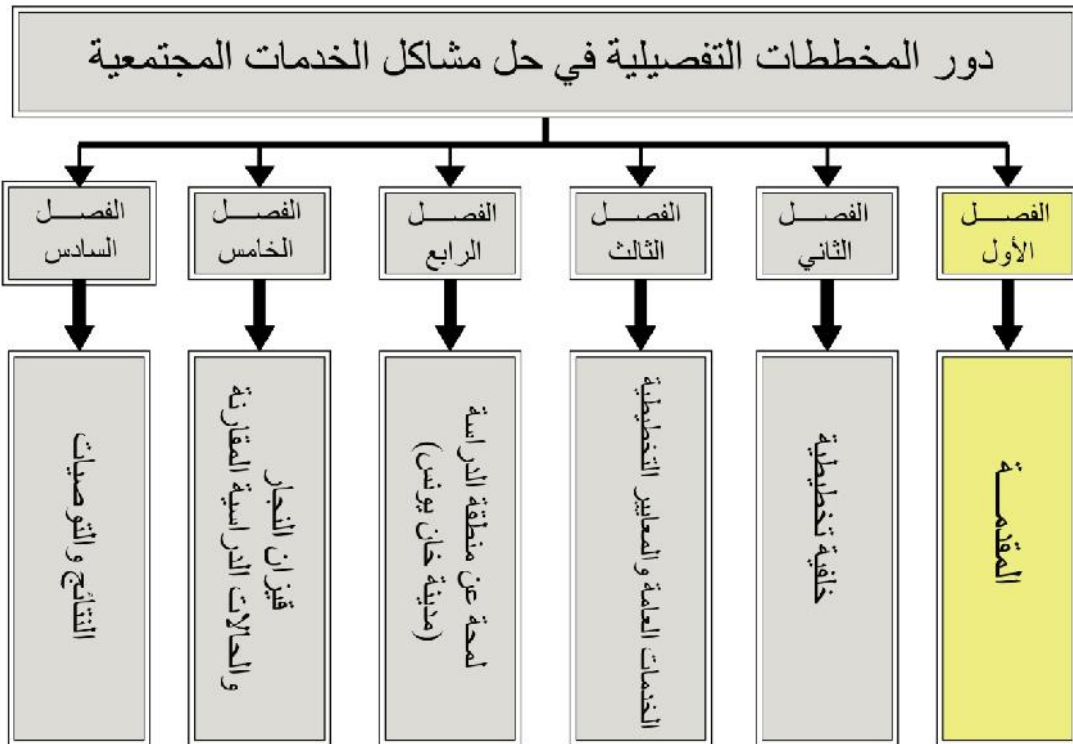 دور المخططات التفصيلية في حل مشاكل الخدمات المجتمعية
الفصل
الأول
الفصل
الثاني
الفصل
الثالث
الفصل
الرابع
الفصل
الخامس
الفصل
السادس
المقدمة
خلفية تخطيطية
الخدمات العامة والمعايير التخطيطية
لمحة عن منطقة الدراسة
(مدينة خان يونس)
قيزان النجار
والحالات الدراسية المقارنة
النتائج والتوصيات